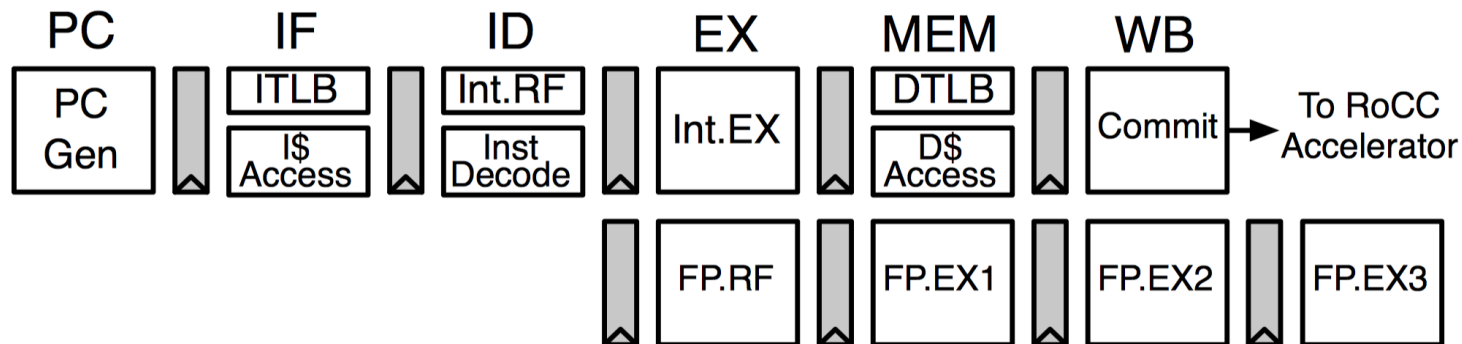 PC IF ID EX MEM WB
PC
Gen
ITLB
I$
Access
Int.RF
Inst
Decode
Int.EX
DTLB
D$
Access
Commit
To RoCC
Accelerator
FP.RF FP.EX1 FP.EX2 FP.EX3